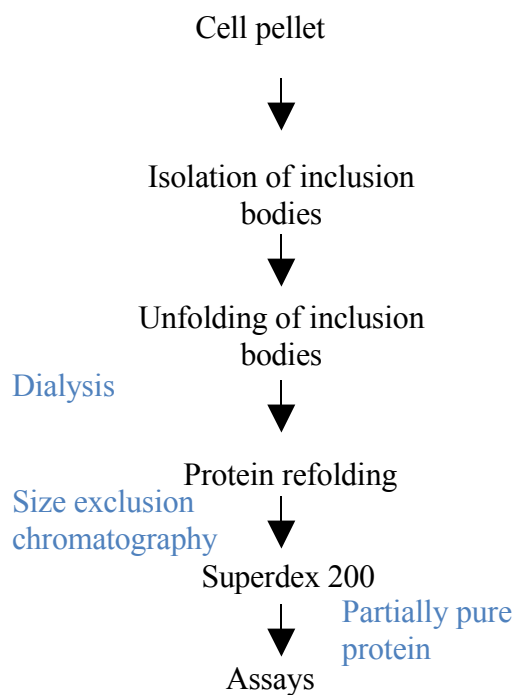 Cell pellet
Isolation of inclusion
bodies
Unfolding of inclusion
bodies
Dialysis
Protein refolding
Size exclusion
chromatography
Superdex 200
Partially pure
protein
Assays